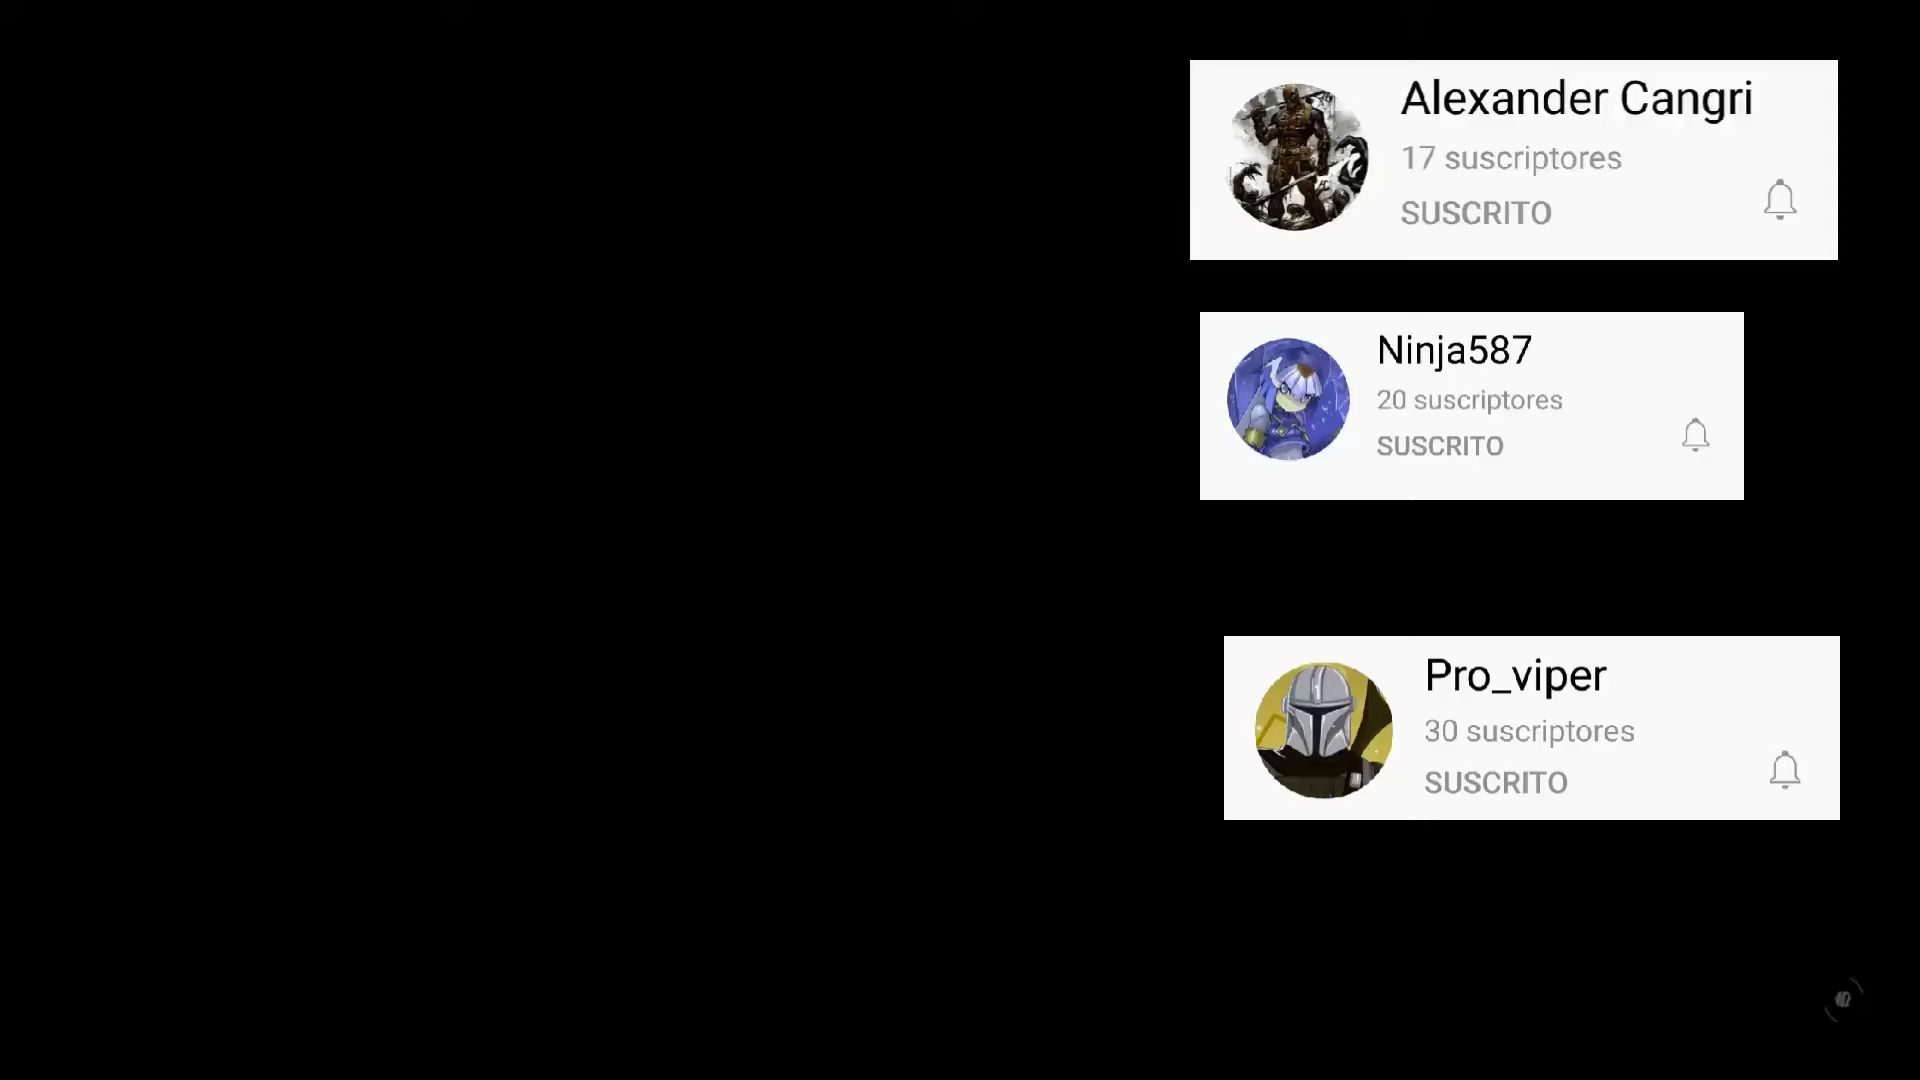 Alexander Cangri
17 suscriptores
SUSCRITO
Ninja587
20 suscriptores
SUSCRITO
Pro_viper
30 suscriptores
SUSCRITO